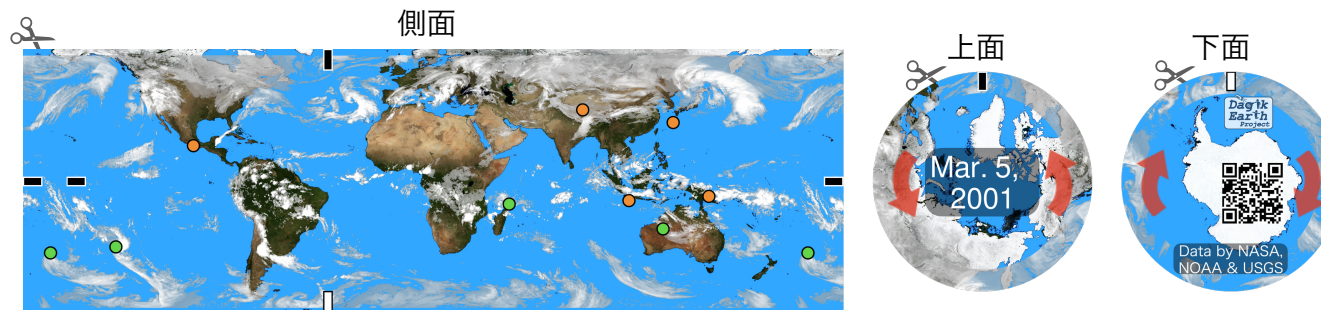 側面
上面
下面
Mar. 5,
2001
Dagik
Earth
Project
Data by NASA,
NOAA & USGS